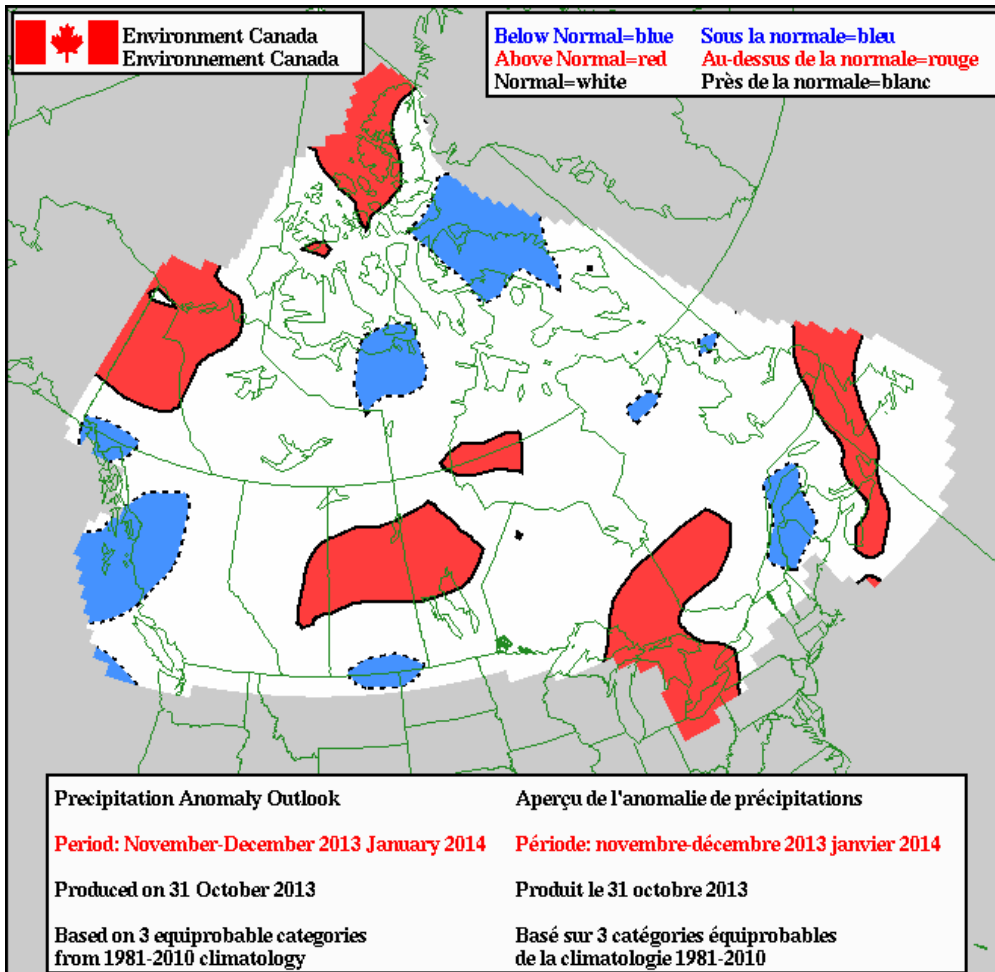 Environment Canada
Environnement Canada
Below Normal=blue Sous la normale=bleu
Above Normal=red Au-dessus de la normale=rouge
Normal=white Près de la normale=blanc
Precipitation Anomaly Outlook
Period: November-December 2013 January 2014
Produced on 31 October 2013
Based on 3 equiprobable categories
from 1981-2010 climatology
Aperçu de l'anomalie de précipitations
Période: novembre-décembre 2013 janvier 2014
Produit le 31 octobre 2013
Basé sur 3 catégories équiprobables
de la climatologie 1981-2010